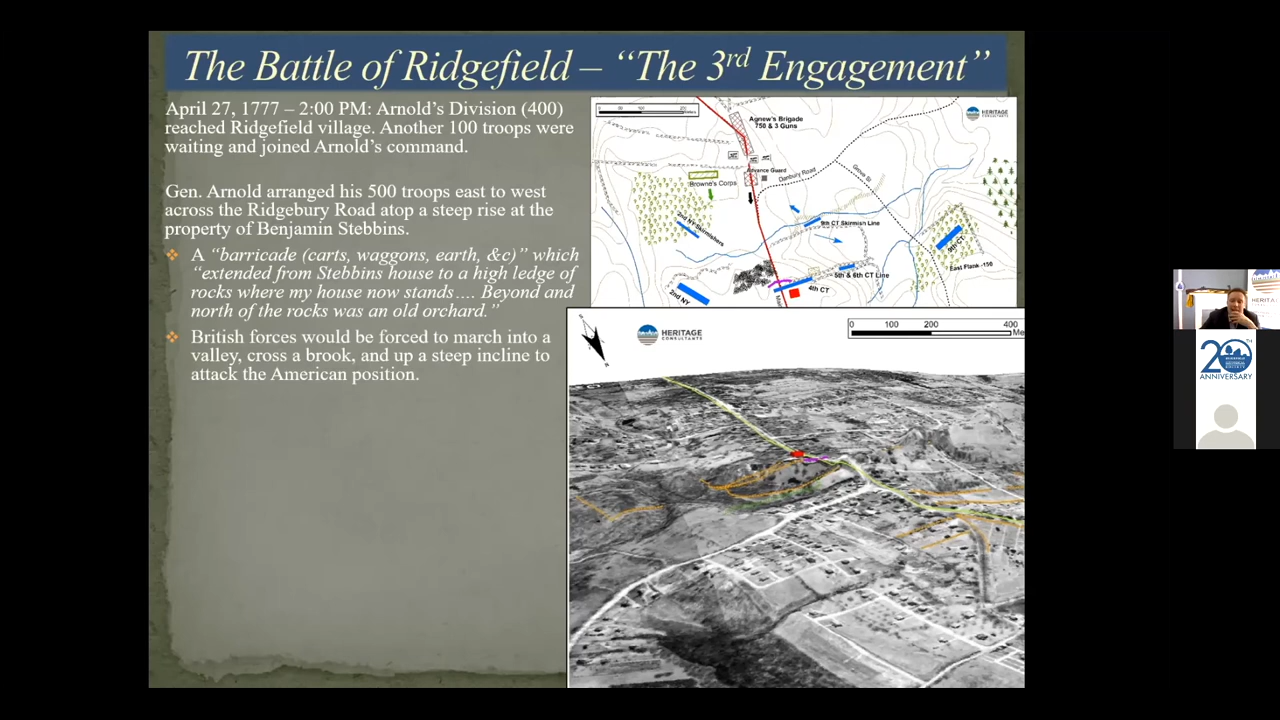 The Battle of Ridgefield – “The 3rd Engagement”
April 27, 1777 – 2:00 PM: Arnold’s Division (400)
reached Ridgefield village. Another 100 troops were
waiting and joined Arnold’s command.
Gen. Arnold arranged his 500 troops east to west
across the Ridgebury Road atop a steep rise at the
property of Benjamin Stebbins.
A “barricade (carts, waggons, earth, &c)” which
“extended from Stebbins house to a high ledge of
rocks where my house now stands…. Beyond and
north of the rocks was an old orchard.”
British forces would be forced to march into a
valley, cross a brook, and up a steep incline to
attack the American position.
HERITAGE
CONSULTANTS
Agnew's Brigade
750 & 3 Guns
Advance Guard
Browne's Corps
Danbury Road
Grove St
2nd NY Skirmishers
9th CT Skirmish Line
9th CT
East Flank -150
5th & 6th CT Line
4th CT
2nd NY
HERITAGE
CONSULTANTS
0 100 200 400
Me
20TH
ANNIVERSARY